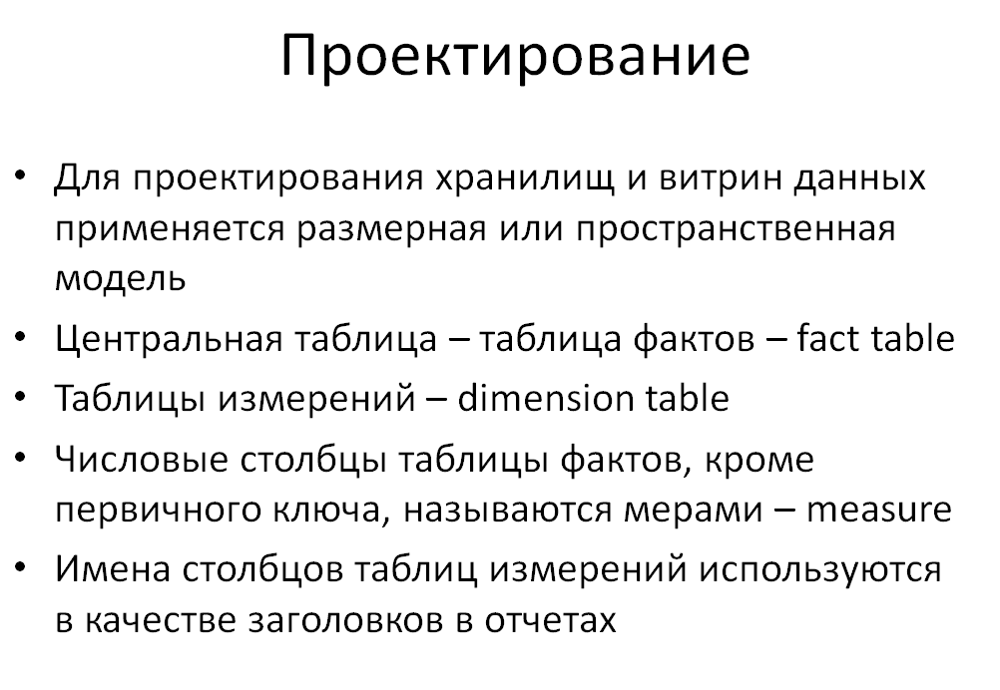 Проектирование
• Для проектирования хранилищ и витрин данных
применяется размерная или пространственная
модель
• Центральная таблица – таблица фактов – fact table
• Таблицы измерений – dimension table
• Числовые столбцы таблицы фактов, кроме
первичного ключа, называются мерами – measure
• Имена столбцов таблиц измерений используются
в качестве заголовков в отчетах